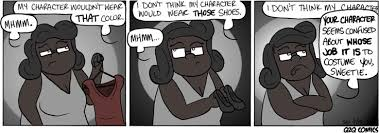 MY CHARACTER WOULDN'T WEAR
THAT COLOR.
MHMM.
I DON'T THINK MY CHARACTER
WOULD WEAR THOSE SHOES.
MHMM...
I DON'T THINK MY CHARACTER
YOUR CHARACTER
SEEMS CONFUSED
ABOUT WHOSE
JOB IT IS TO
COSTUME YOU,
SWEETIE.
Q2Q COMICS